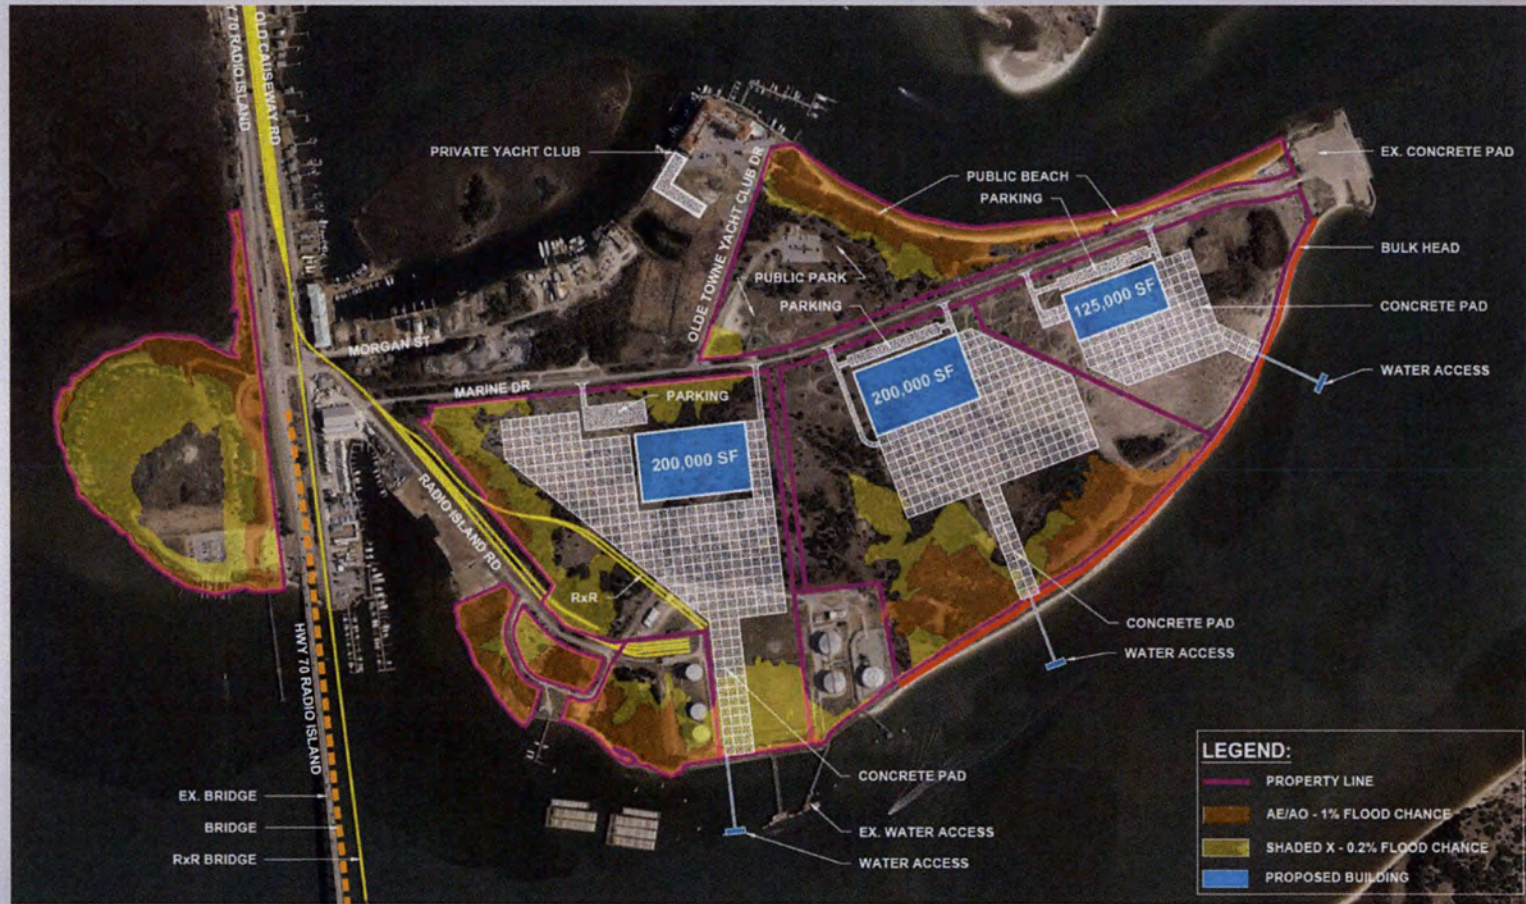 OLD CAUSEWAY RD
Y 70 RADIO ISLAND
PRIVATE YACHT CLUB
OLDE TOWNE YACHT CLUB DR
PUBLIC BEACH
PARKING
EX. CONCRETE PAD
BULK HEAD
PUBLIC PARK
PARKING
125,000 SF
CONCRETE PAD
MORGAN ST
MARINE DR
200,000 SF
WATER ACCESS
PARKING
200,000 SF
RADIO ISLAND RD
RxR
HWY 70 RADIO ISLAND
CONCRETE PAD
WATER ACCESS
EX. BRIDGE
BRIDGE
RxR BRIDGE
CONCRETE PAD
EX. WATER ACCESS
WATER ACCESS
LEGEND:
PROPERTY LINE
AE/AO - 1% FLOOD CHANCE
SHADED X - 0.2% FLOOD CHANCE
PROPOSED BUILDING